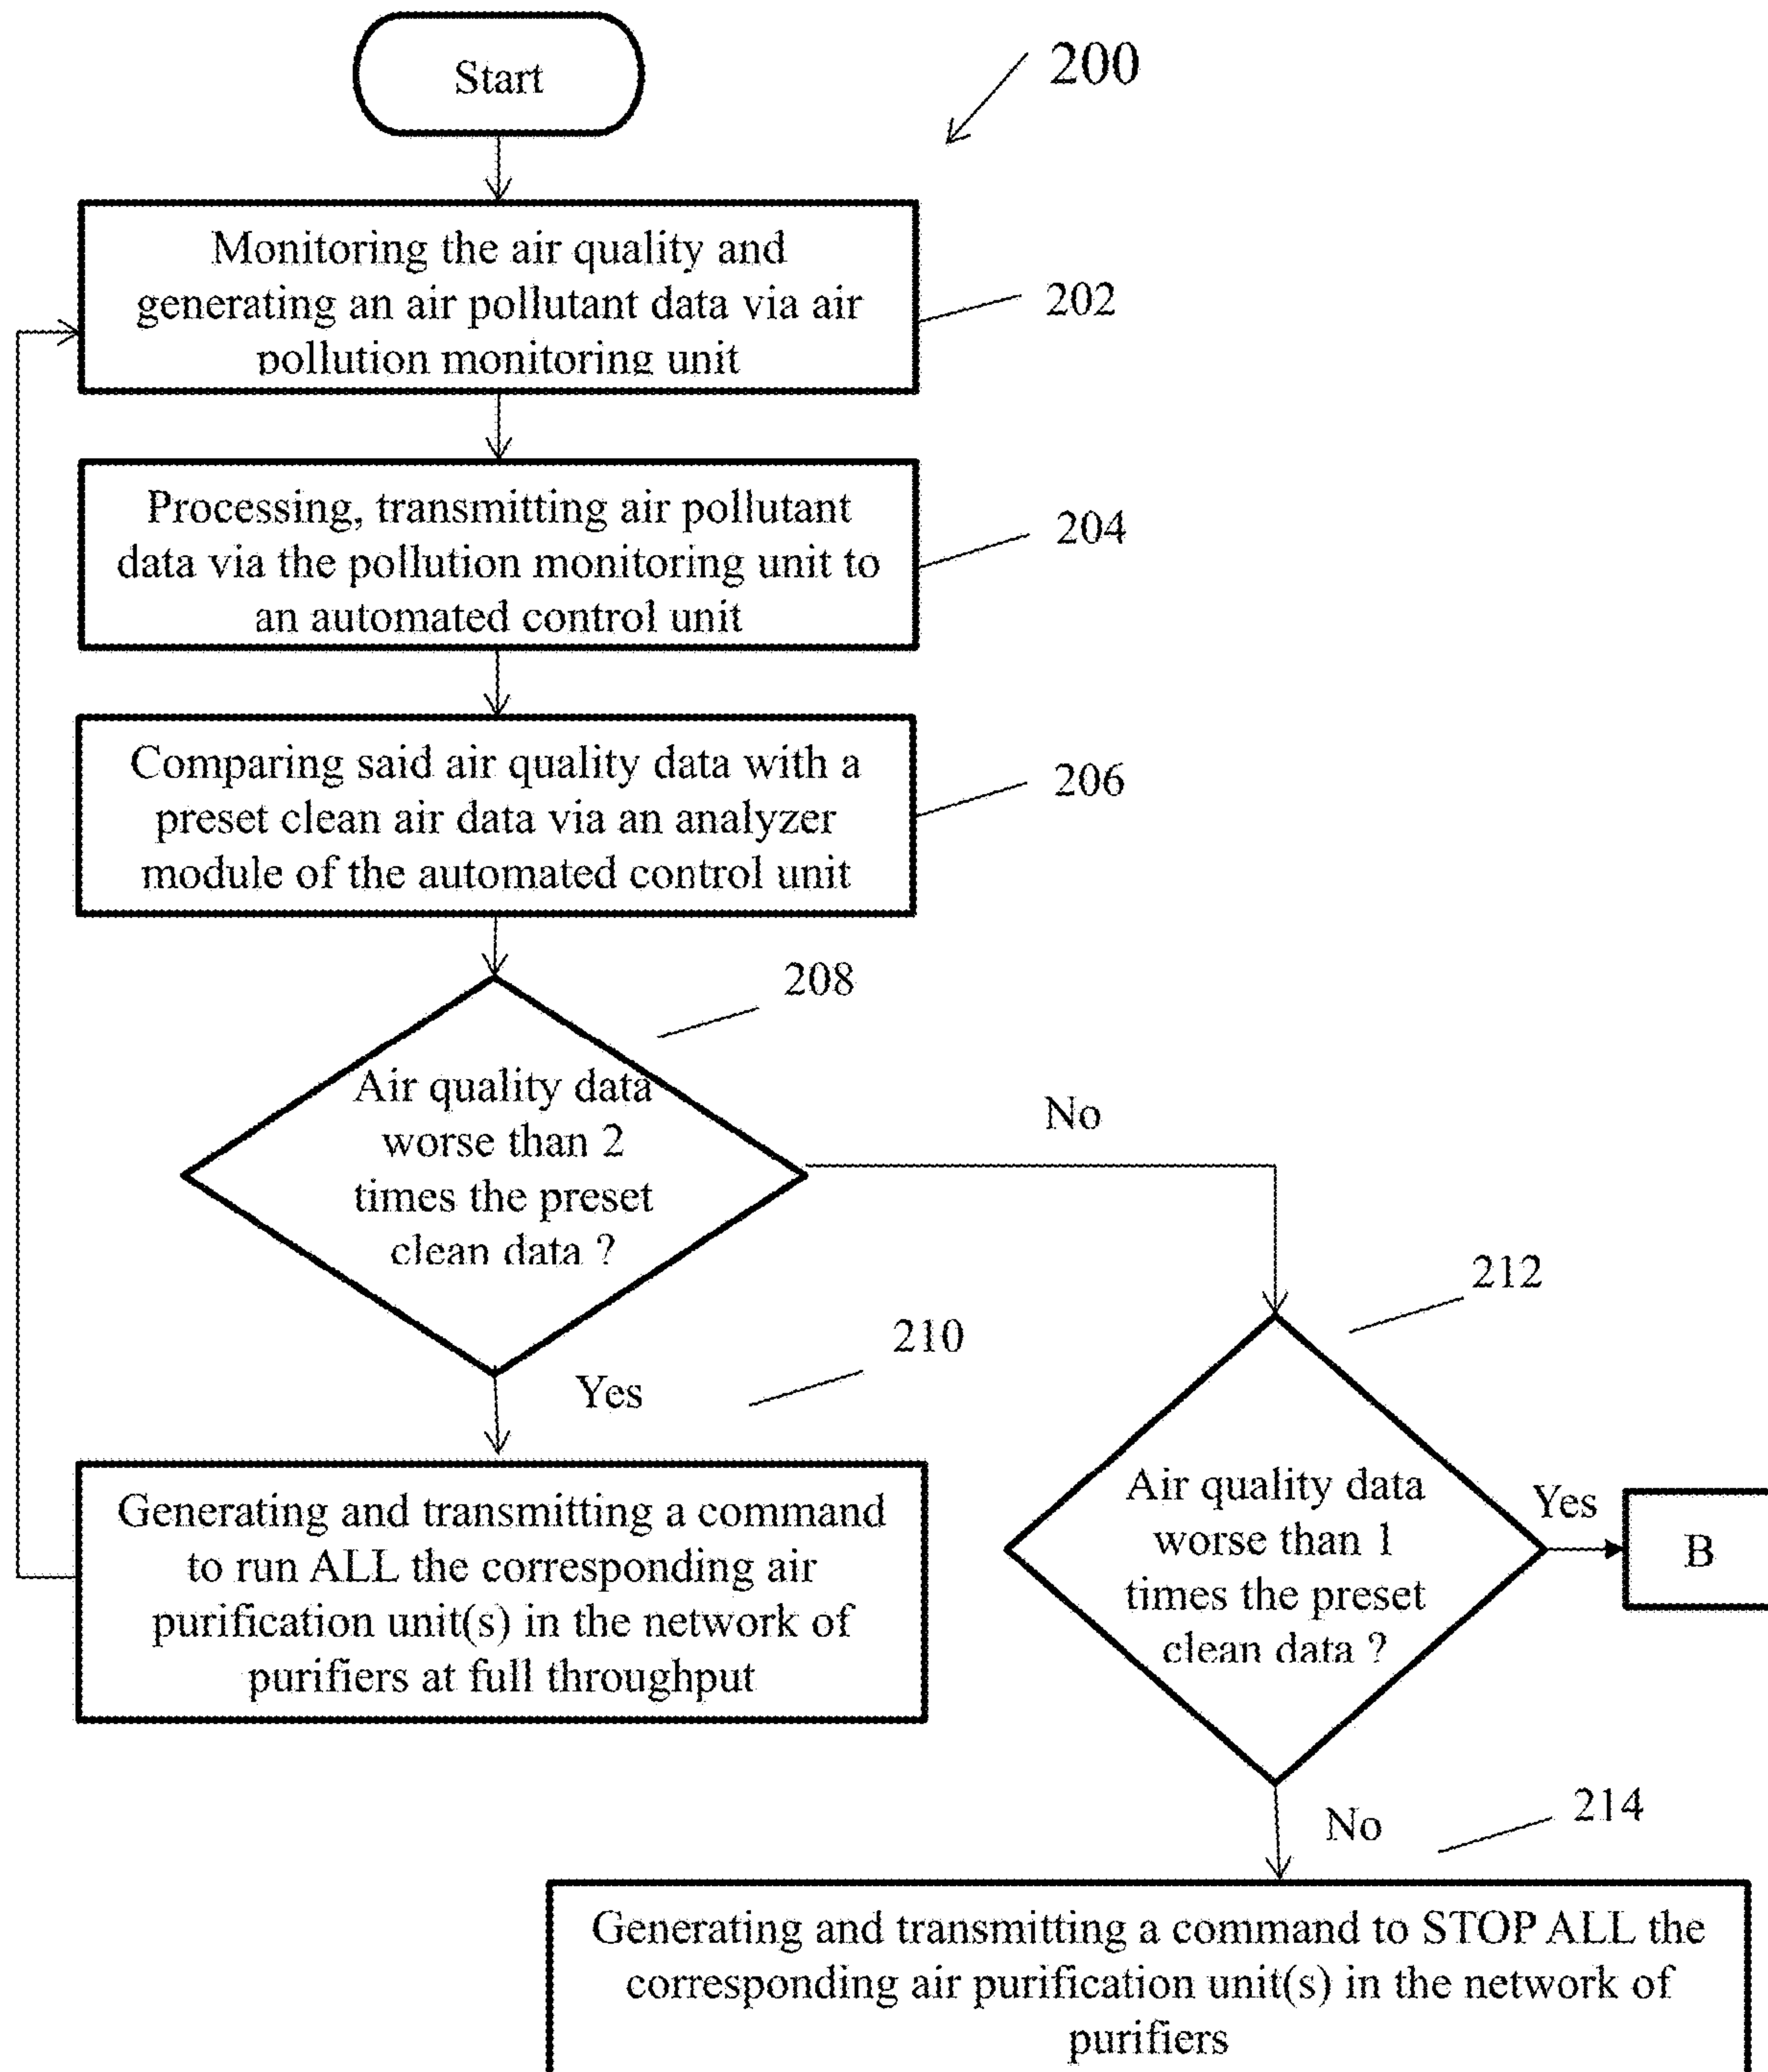 Start
200
Monitoring the air quality and
generating an air pollutant data via air
pollution monitoring unit
202
Processing, transmitting air pollutant
data via the pollution monitoring unit to
an automated control unit
204
Comparing said air quality data with a
preset clean air data via an analyzer
module of the automated control unit
206
208
Air quality data
worse than 2
times the preset
clean data ?
No
212
210
Yes
Generating and transmitting a command
to run ALL the corresponding air
purification unit(s) in the network of
purifiers at full throughput
Air quality data
worse than 1
times the preset
clean data ?
Yes
B
No
214
Generating and transmitting a command to STOP ALL the
corresponding air purification unit(s) in the network of
purifiers